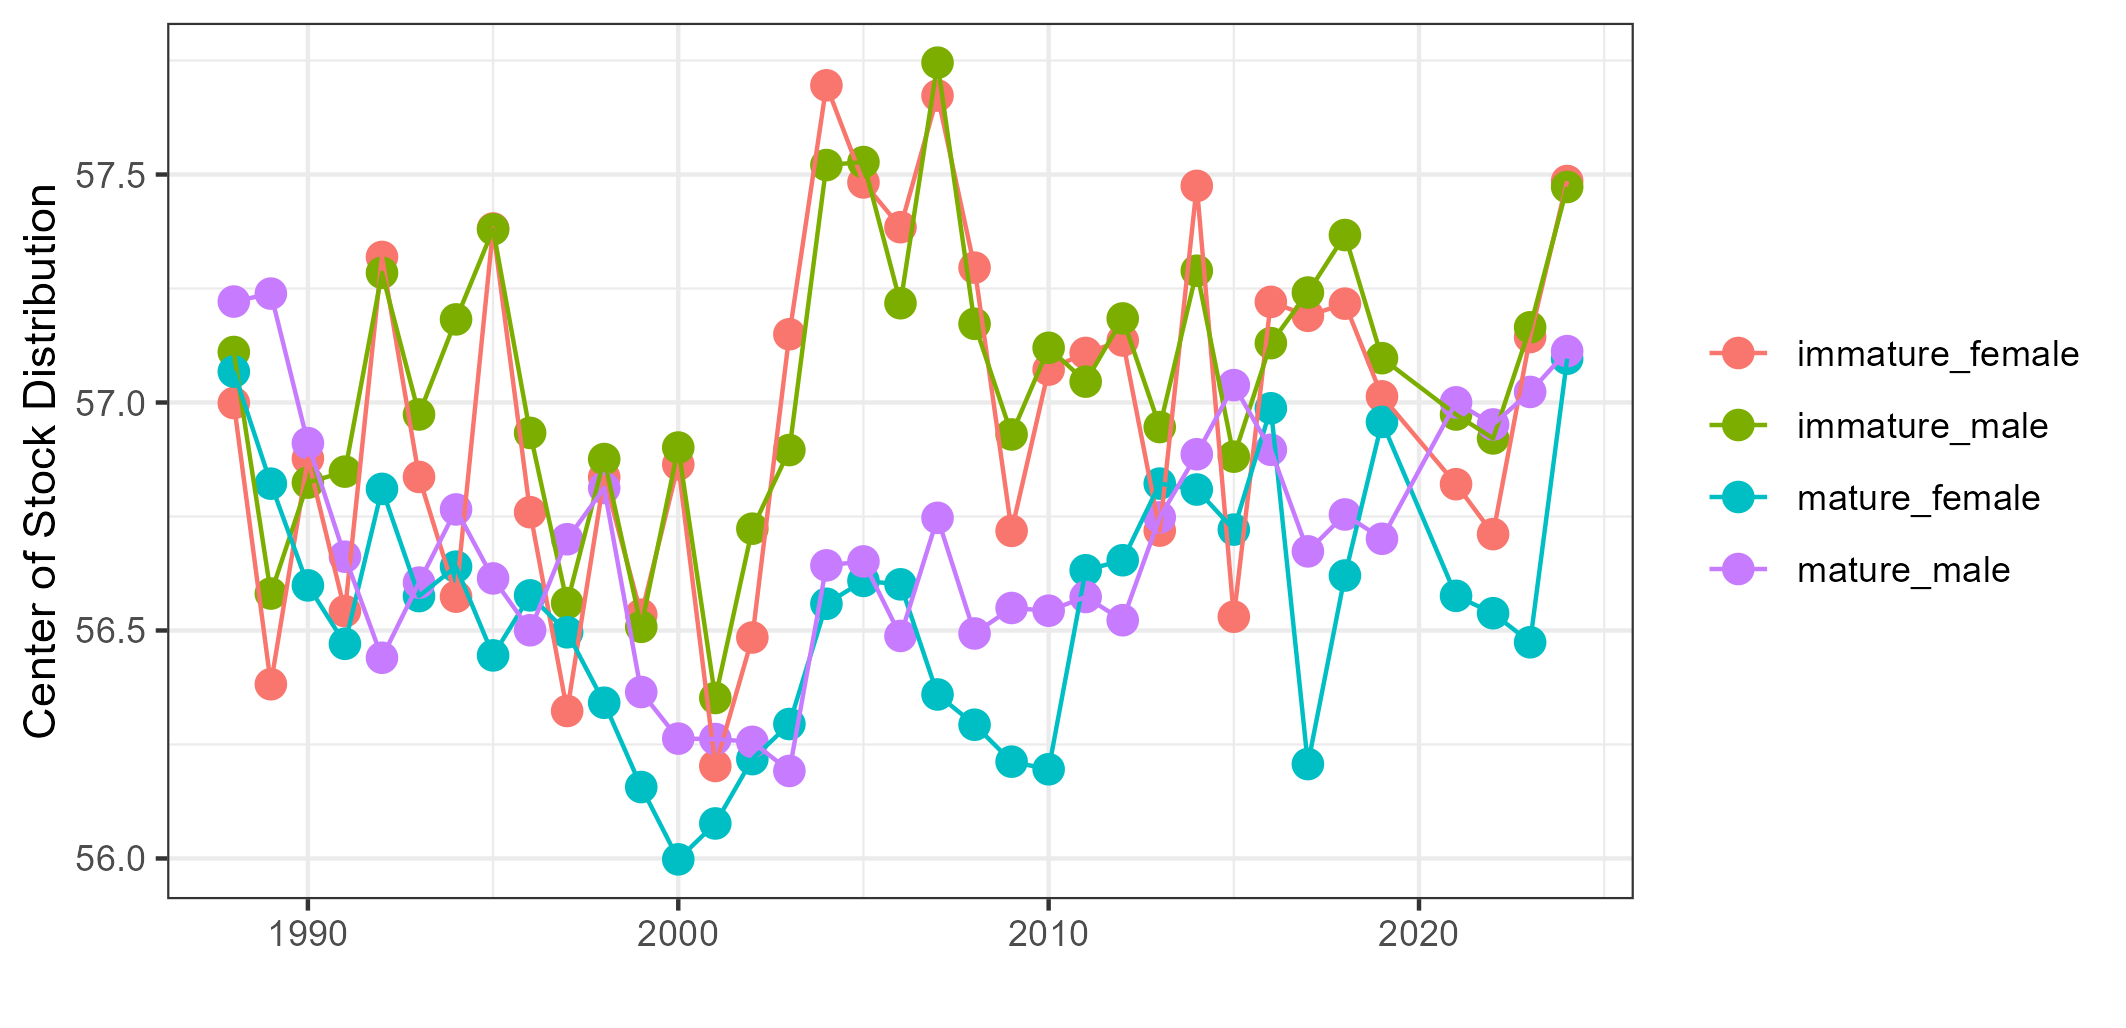 Center of Stock Distribution
57.5
57.0
56.5
56.0
1990 2000 2010 2020
immature_female
immature_male
mature_female
mature_male